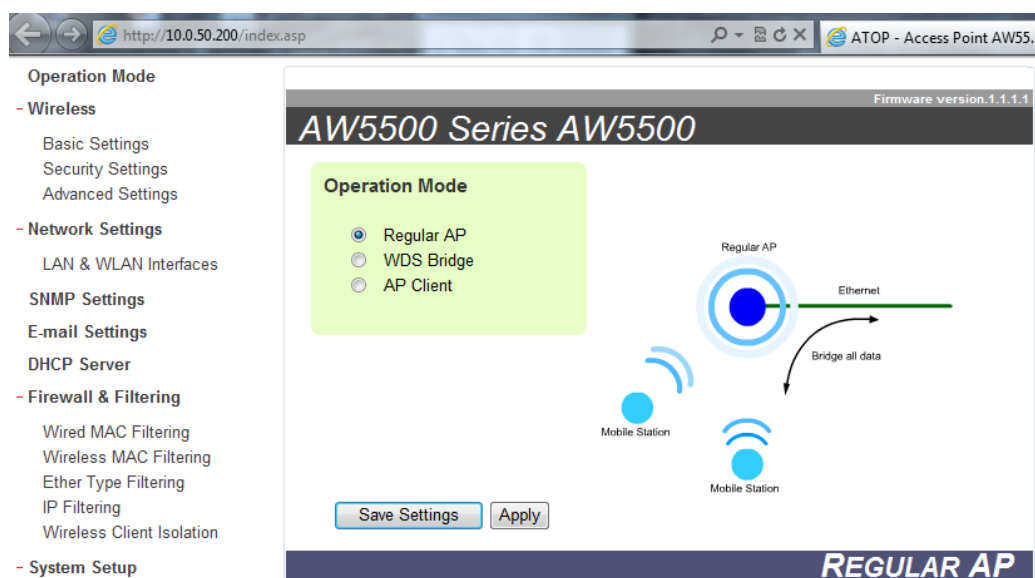 http://10.0.50.200/index.asp
ATOP - Access Point AW55.
Operation Mode
- Wireless
Basic Settings
Security Settings
Advanced Settings
- Network Settings
LAN & WLAN Interfaces
SNMP Settings
E-mail Settings
DHCP Server
- Firewall & Filtering
Wired MAC Filtering
Wireless MAC Filtering
Ether Type Filtering
IP Filtering
Wireless Client Isolation
- System Setup
Firmware version.1.1.1.1
AW5500 Series AW5500
Operation Mode
Regular AP
WDS Bridge
AP Client
Regular AP
Ethernet
Bridge all data
Mobile Station
Mobile Station
Save Settings
Apply
REGULAR AP